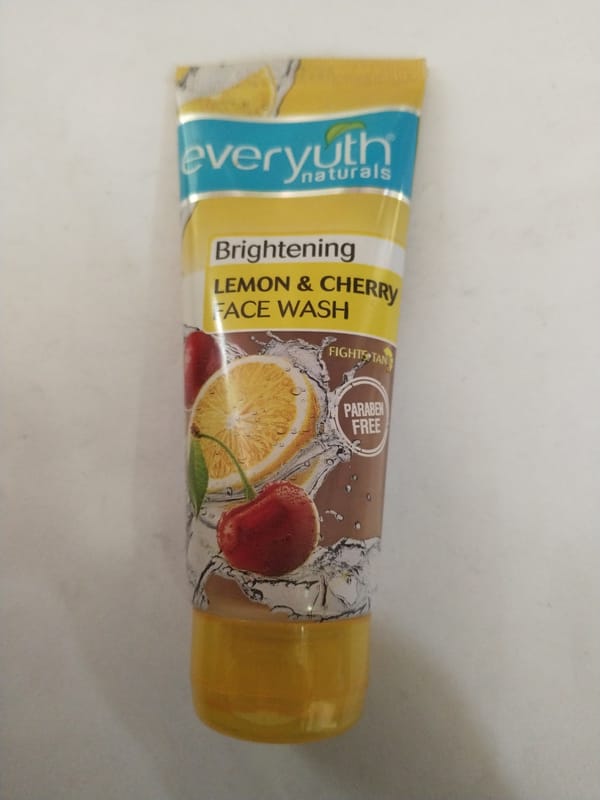 everyuth®
naturals
Brightening
LEMON & CHERRY
FACE WASH
FIGHTS TAN
PARABEN
FREE